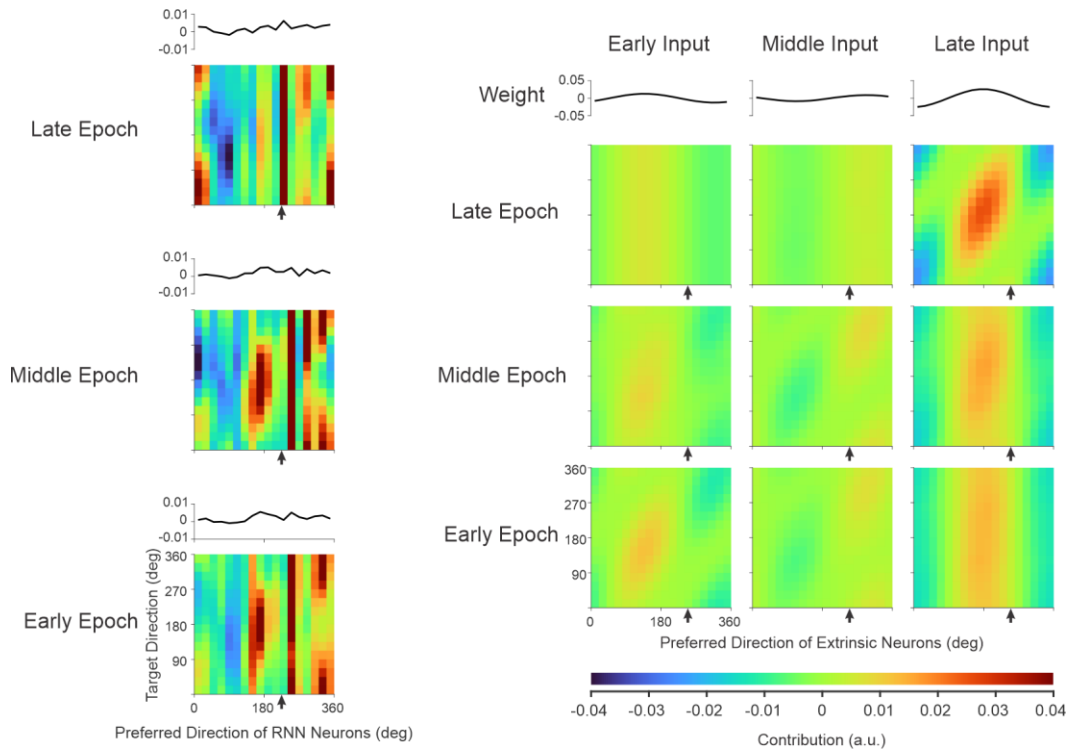 0.01
0
-0.01
Late Epoch
0.01
0
-0.01
Middle Epoch
0.01
0
-0.01
360
270
180
90
Target Direction (deg)
Early Epoch
0
180
360
Preferred Direction of RNN Neurons (deg)
Early Input
Middle Input
Late Input
Weight
0.05
0
-0.05
Late Epoch
Middle Epoch
360
270
180
90
Early Epoch
0
180
360
Preferred Direction of Extrinsic Neurons (deg)
-0.04
-0.03
-0.02
-0.01
0
0.01
0.02
0.03
0.04
Contribution (a.u.)